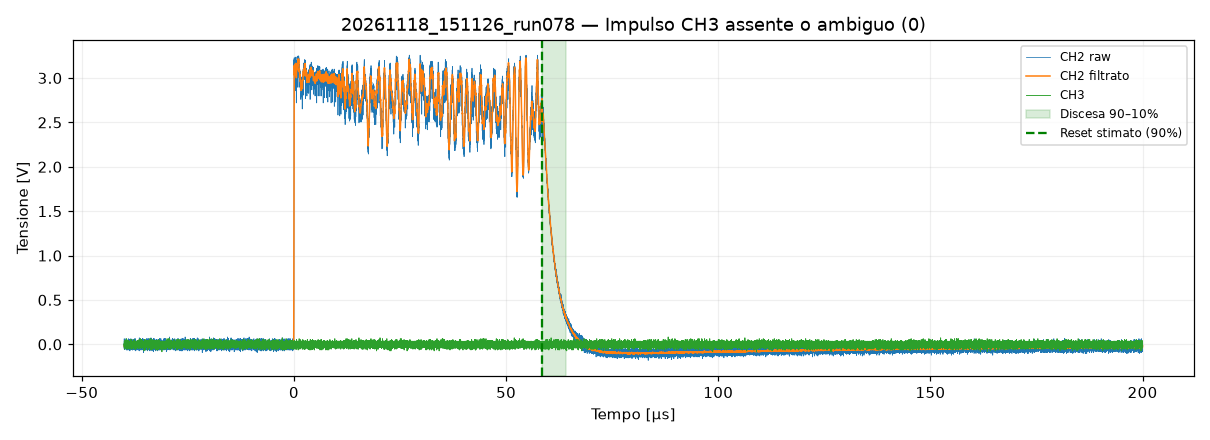 20261118_151126_run078 — Impulso CH3 assente o ambiguo (0)
CH2 raw
CH2 filtrato
CH3
Discesa 90–10%
Reset stimato (90%)
Tensione [V]
3.0
2.5
2.0
1.5
1.0
0.5
0.0
−50
0
50
100
150
200
Tempo [µs]